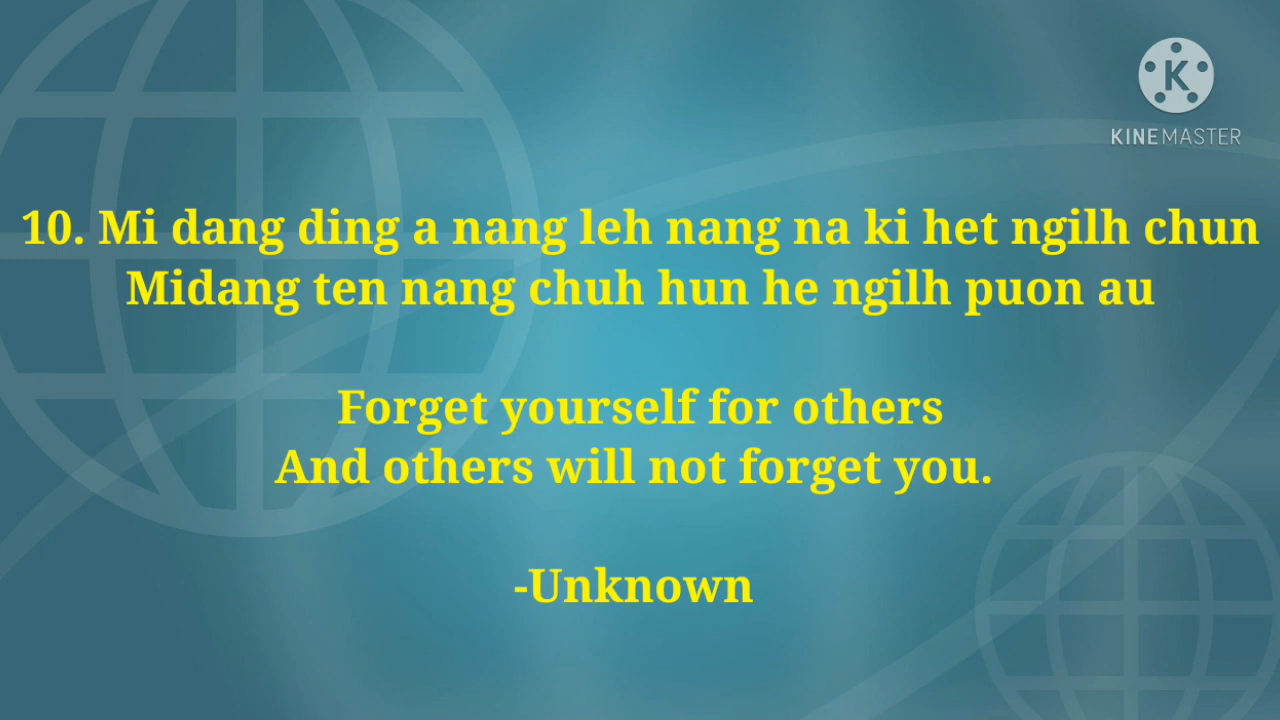 KINEMASTER
10. Mi dang ding a nang leh nang na ki het ngilh chun
Midang ten nang chuh hun he ngilh puon au
Forget yourself for others
And others will not forget you.
-Unknown